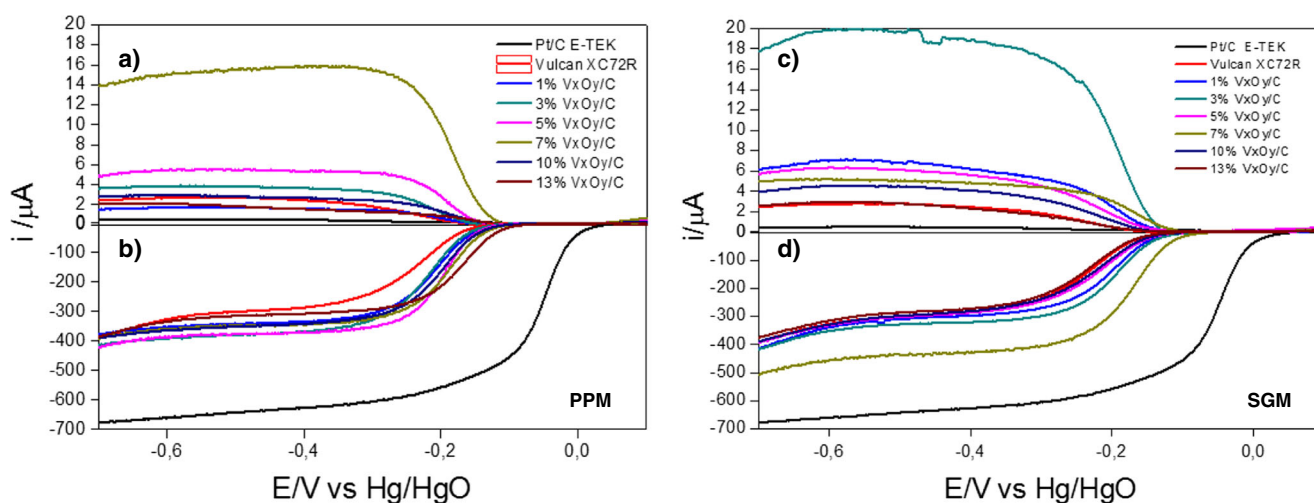 a)
20
18
16
14
12
10
8
6
4
2
0
Pt/C E-TEK
Vulcan XC72R
1% VxOy/C
3% VxOy/C
5% VxOy/C
7% VxOy/C
10% VxOy/C
13% VxOy/C
i /µA
b)
-100
-200
-300
-400
-500
-600
-700
PPM
-0,6
-0,4
-0,2
0,0
E/V vs Hg/HgO
c)
20
18
16
14
12
10
8
6
4
2
0
Pt/C E-TEK
Vulcan XC72R
1% VxOy/C
3% VxOy/C
5% VxOy/C
7% VxOy/C
10% VxOy/C
13% VxOy/C
i/µA
d)
-100
-200
-300
-400
-500
-600
-700
SGM
-0,6
-0,4
-0,2
0,0
E/V vs Hg/HgO